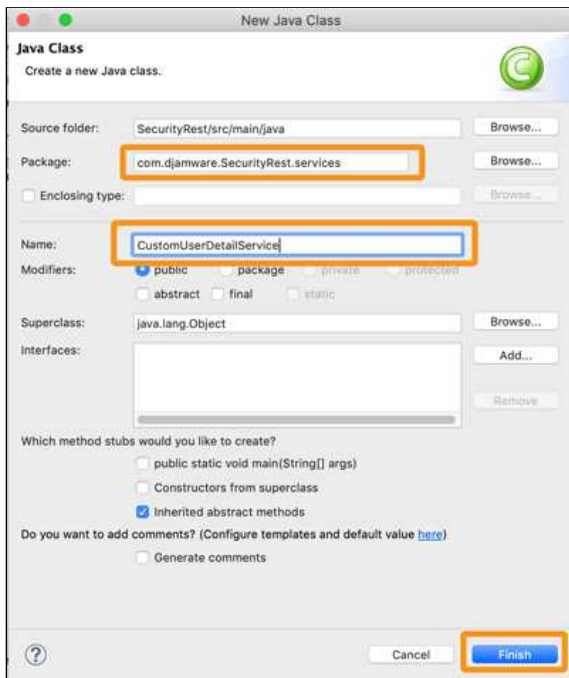 New Java Class
Java Class
Create a new Java class.
C
Source folder: SecurityRest/src/main/java Browse...
Package: com.djamware.SecurityRest.services Browse...
Enclosing type: Browse...
Name: CustomUserDetailService
Modifiers: public package private protected
abstract final static
Superclass: java.lang.Object Browse...
Interfaces: Add...
Remove
Which method stubs would you like to create?
public static void main(String[] args)
Constructors from superclass
Inherited abstract methods
Do you want to add comments? (Configure templates and default value here)
Generate comments
? Cancel Finish